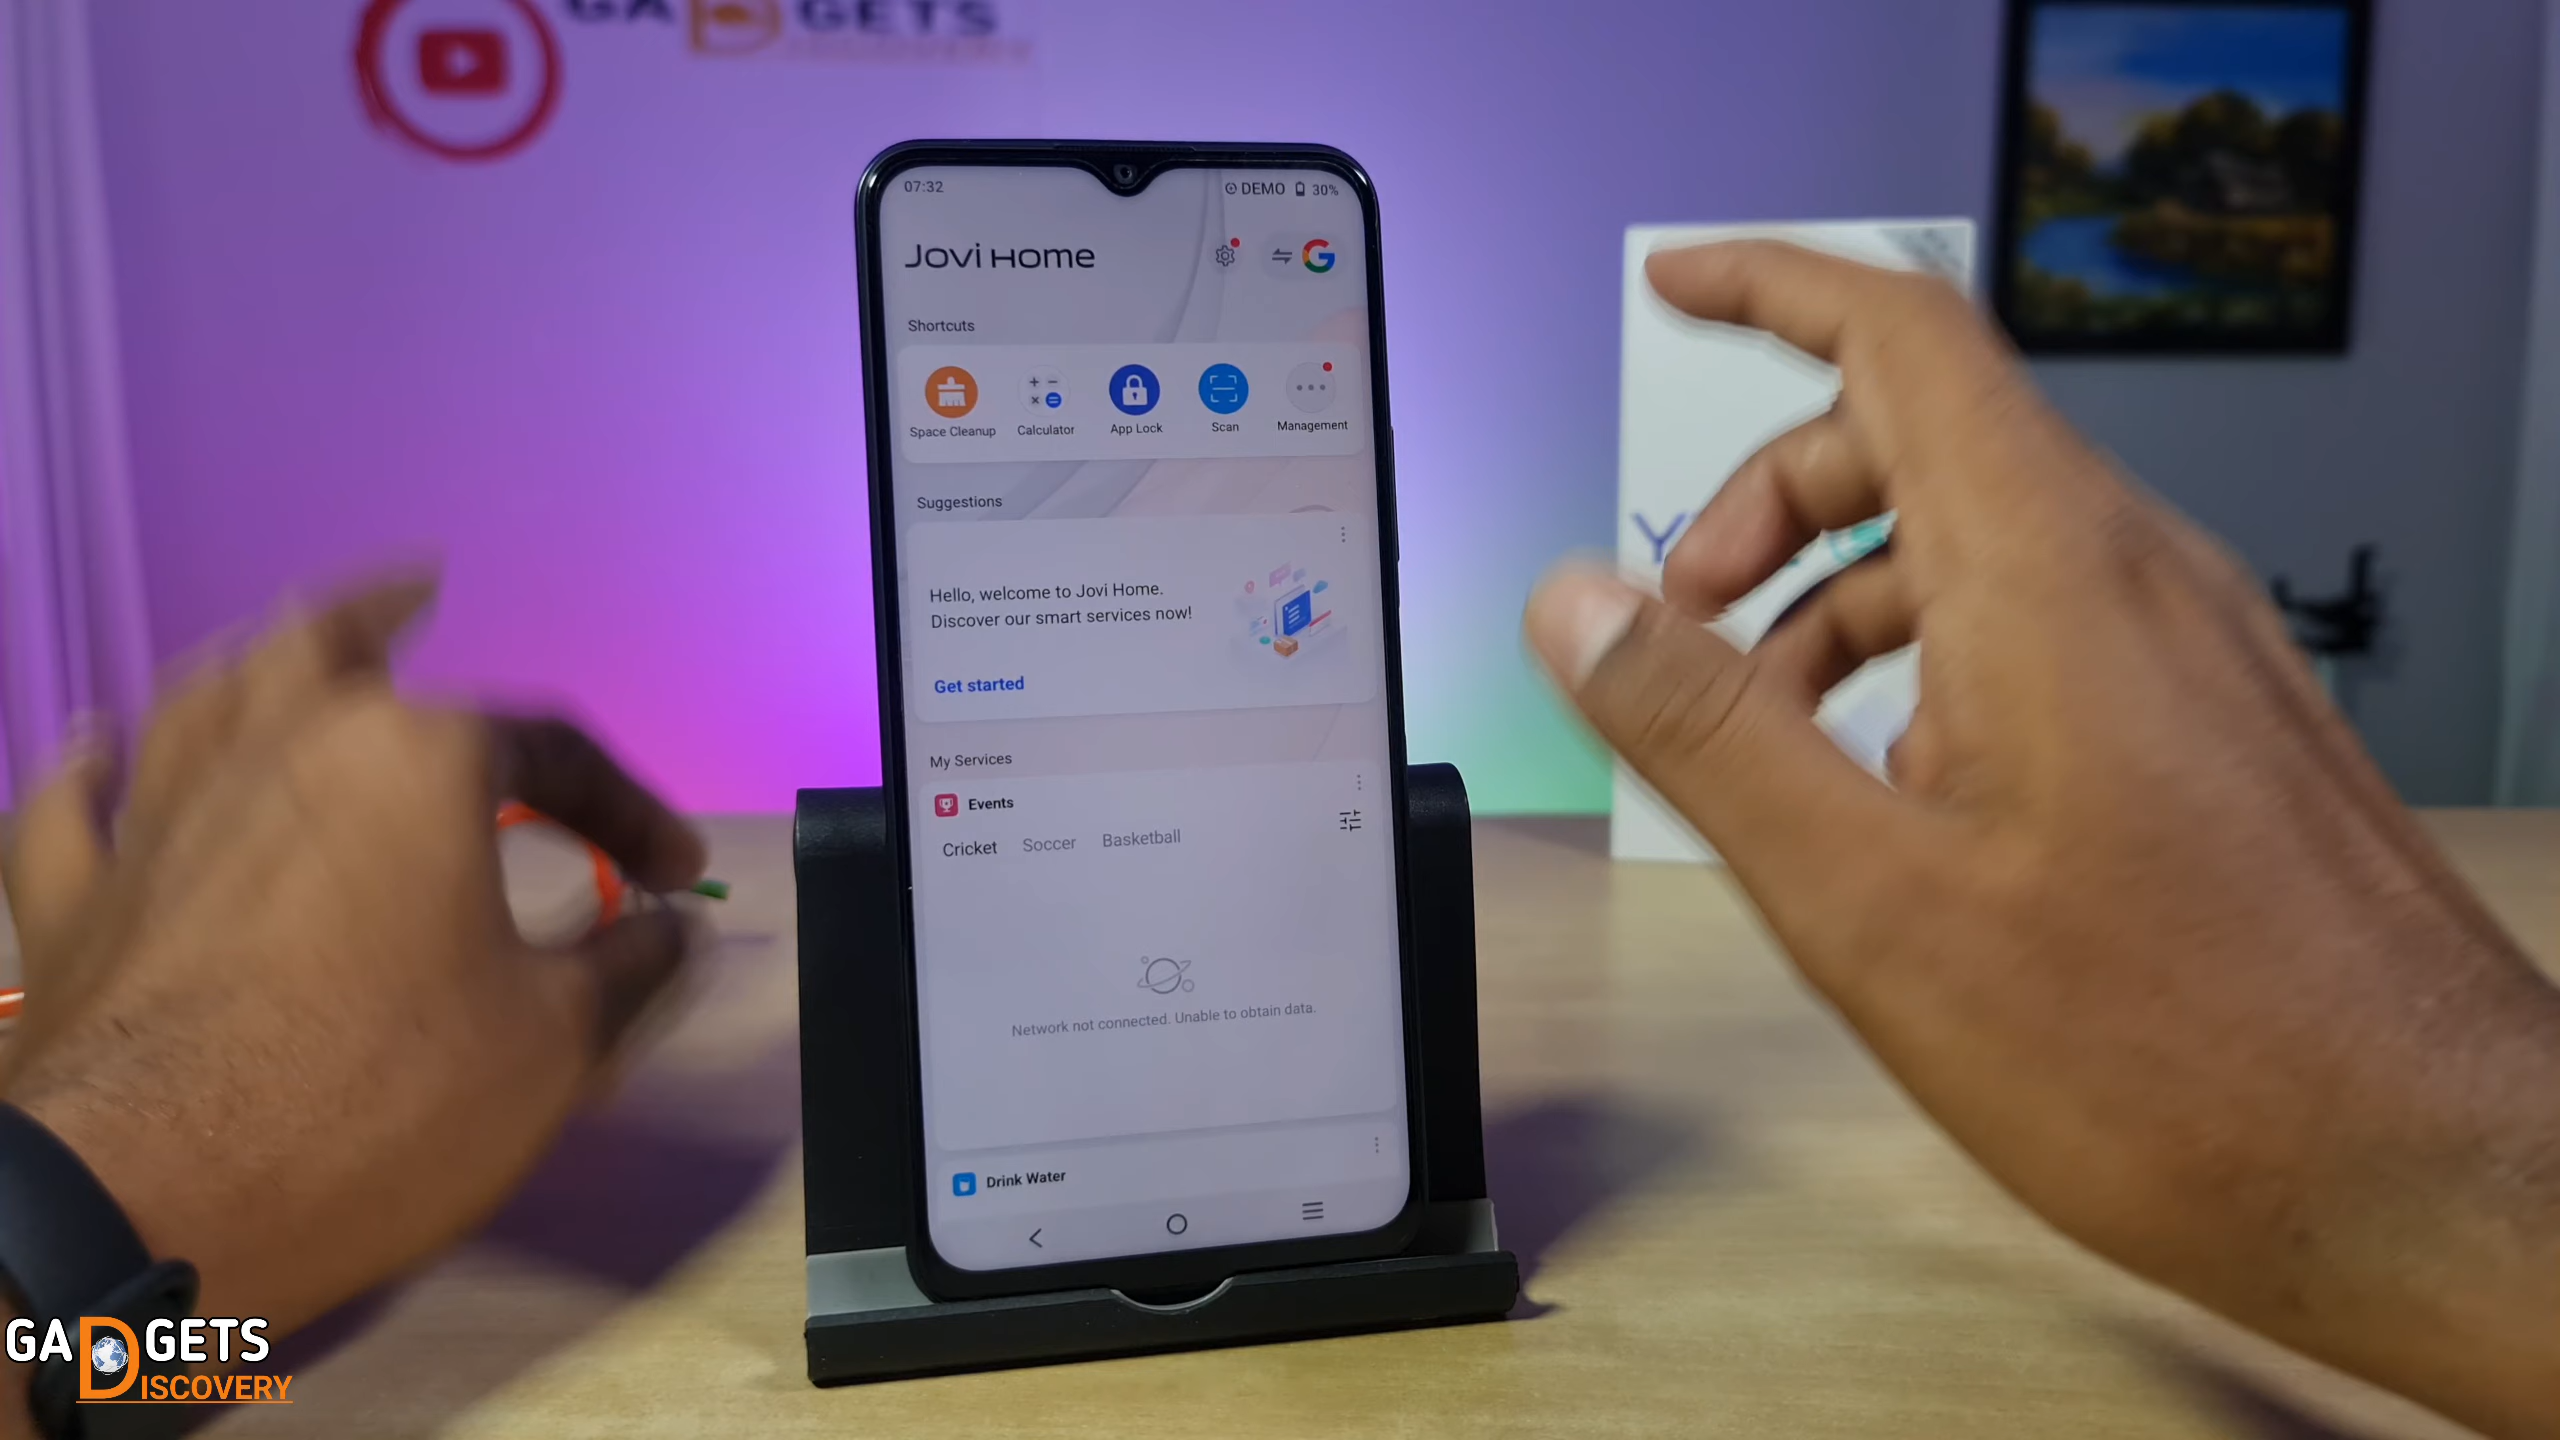 GADGETS
07:32
DEMO 30%
Jovi Home
Shortcuts
Space Cleanup
Calculator
App Lock
Scan
Management
Suggestions
Hello, welcome to Jovi Home.
Discover our smart services now!
Get started
My Services
Events
Cricket Soccer Basketball
Network not connected. Unable to obtain data.
Drink Water
Y
GADGETS
DISCOVERY